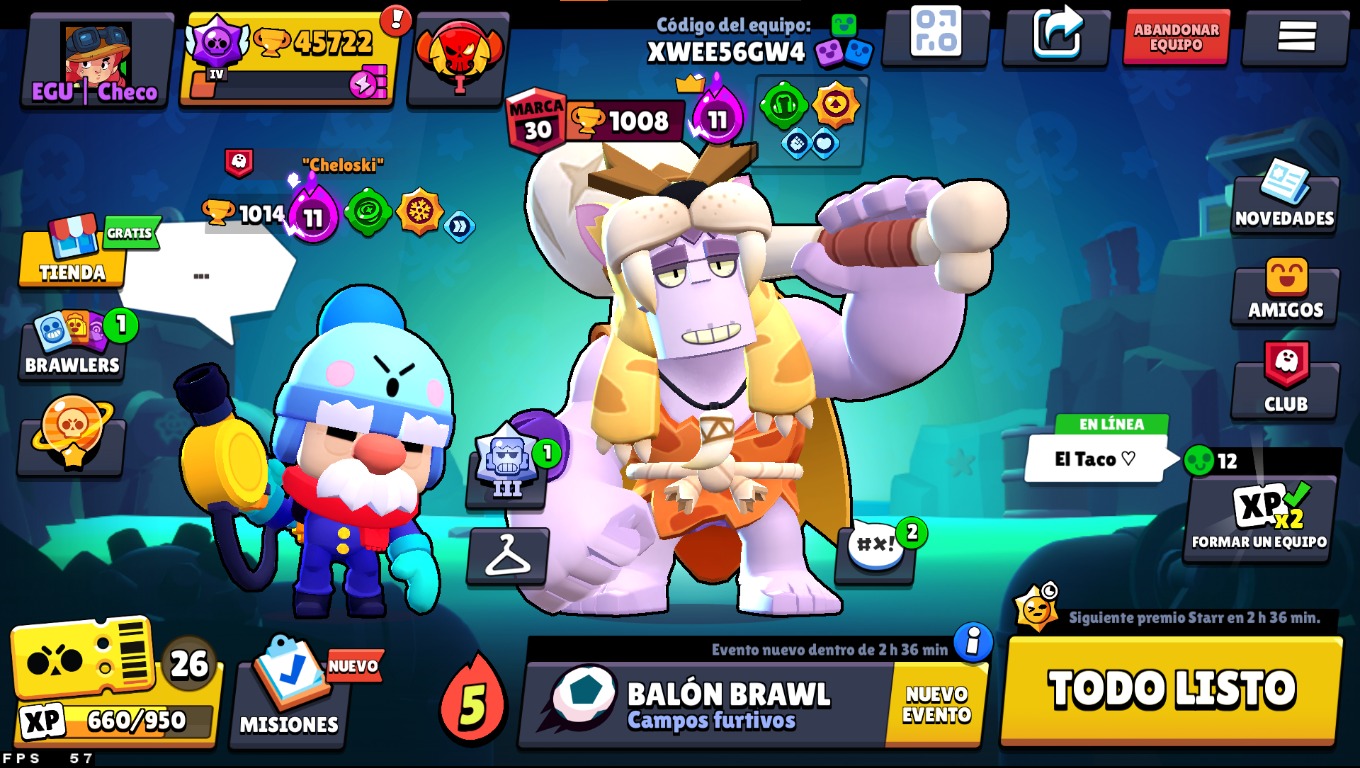 EGU | Checo
IV
45722
!
I
Código del equipo:
XWEE56GW4
ABANDONAR
EQUIPO
MARCA
30
1008
11
"Cheloski"
1014
11
GRATIS
TIENDA
...
1
BRAWLERS
NOVEDADES
AMIGOS
CLUB
EN LÍNEA
El Taco ♡
12
XP
x2
FORMAR UN EQUIPO
1
III
#x!
2
Siguiente premio Starr en 2 h 36 min.
TODO LISTO
26
XP
660/950
NUEVO
MISIONES
5
Evento nuevo dentro de 2 h 36 min
i
BALÓN BRAWL
Campos furtivos
NUEVO
EVENTO
FPS 57